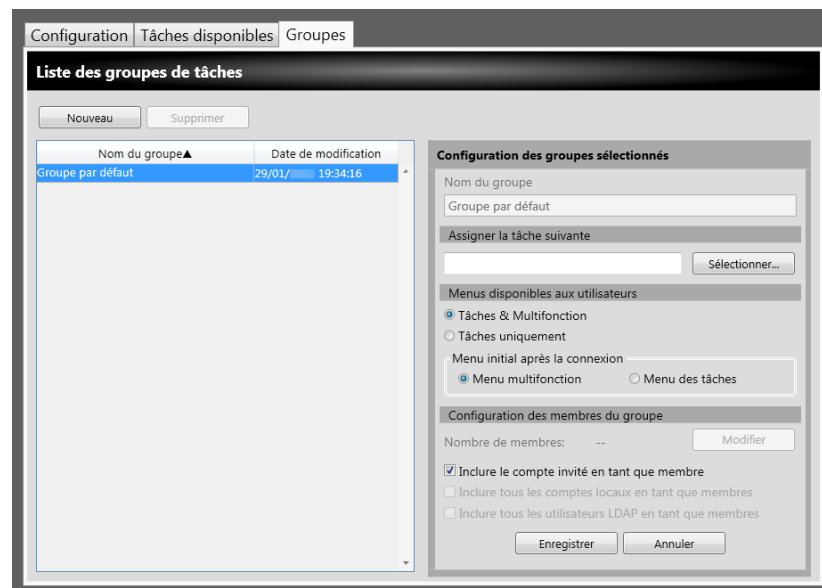 Configuration Tâches disponibles Groupes
Liste des groupes de tâches
Nouveau Supprimer
Nom du groupe▲ Date de modification
Groupe par défaut 29/01/ 19:34:16
Configuration des groupes sélectionnés
Nom du groupe
Groupe par défaut
Assigner la tâche suivante
Sélectionner...
Menus disponibles aux utilisateurs
Tâches & Multifonction
Tâches uniquement
Menu initial après la connexion
Menu multifonction Menu des tâches
Configuration des membres du groupe
Nombre de membres: -- Modifier
Inclure le compte invité en tant que membre
Inclure tous les comptes locaux en tant que membres
Inclure tous les utilisateurs LDAP en tant que membres
Enregistrer Annuler